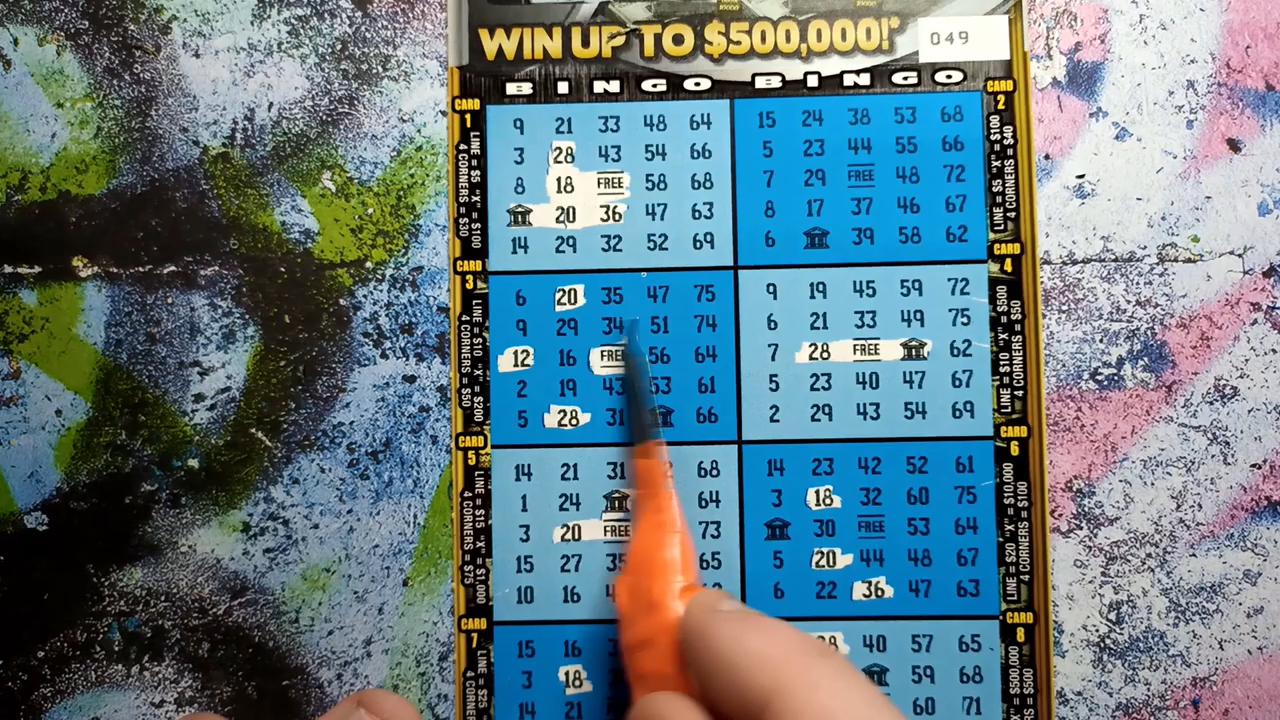 WIN UP TO $500,000!*
049
B I N G O B I N G O
CARD 1
LINE = $5 "X" = $100
4 CORNERS = $30
9 21 33 48 64
3 28 43 54 66
8 18 FREE 58 68
20 36 47 63
14 29 32 52 69
CARD 2
LINE = $5 "X" = $100
4 CORNERS = $40
15 24 38 53 68
5 23 44 55 66
7 29 FREE 48 72
8 17 37 46 67
6 39 58 62
CARD 3
LINE = $10 "X" = $200
4 CORNERS = $50
6 20 35 47 75
9 29 34 51 74
12 16 FREE 56 64
2 19 43 53 61
5 28 31 66
CARD 4
LINE = $10 "X" = $500
4 CORNERS = $50
9 19 45 59 72
6 21 33 49 75
7 28 FREE 62
5 23 40 47 67
2 29 43 54 69
CARD 5
LINE = $15 "X" = $1,000
4 CORNERS = $75
14 21 31 68
1 24 64
3 20 FREE 73
15 27 35 65
10 16
CARD 6
LINE = $20 "X" = $10,000
4 CORNERS = $100
14 23 42 52 61
3 18 32 60 75
30 FREE 53 64
5 20 44 48 67
6 22 36 47 63
CARD 7
LINE = $25
15 16
3 18
14 21
CARD 8
40 57 65
59 68
60 71